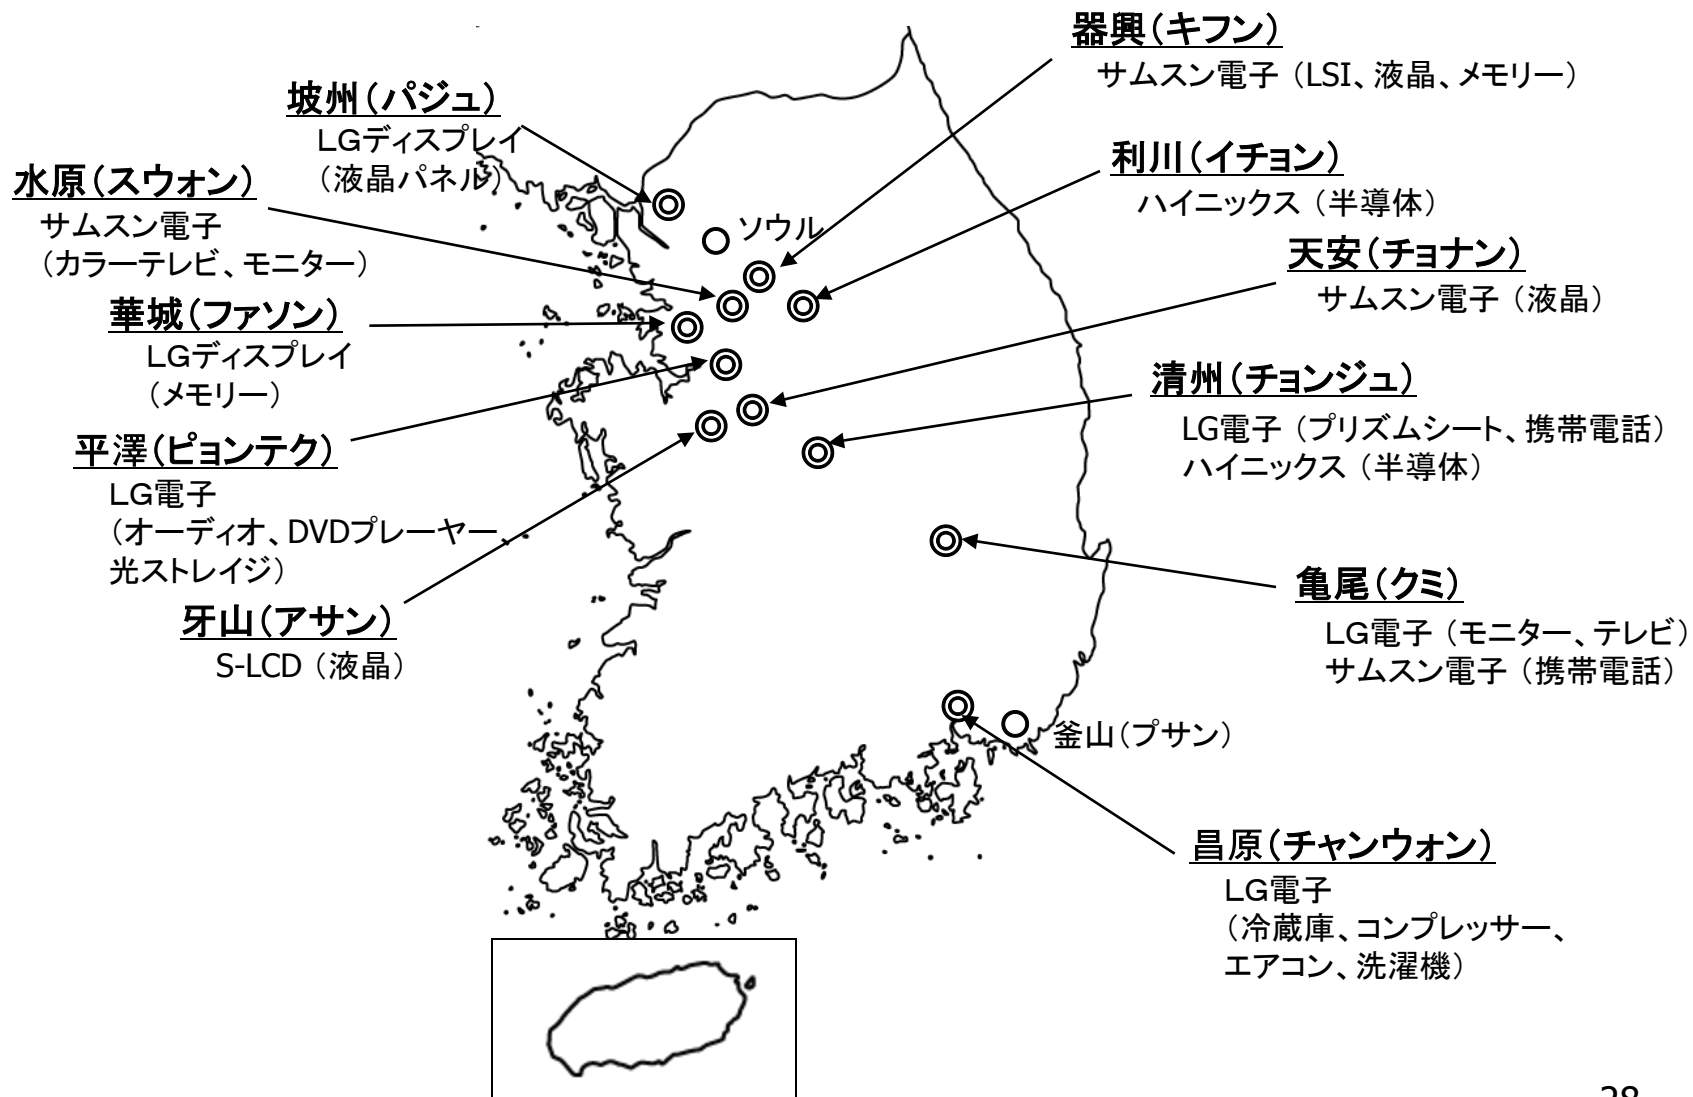 器興（キフン）
サムスン電子（LSI、液晶、メモリー）
坡州（パジュ）
LGディスプレイ
（液晶パネル）
利川（イチョン）
ハイニックス（半導体）
水原（スウォン）
サムスン電子
（カラーテレビ、モニター）
ソウル
天安（チョナン）
サムスン電子（液晶）
華城（ファソン）
LGディスプレイ
（メモリー）
清州（チョンジュ）
LG電子（プリズムシート、携帯電話）
ハイニックス（半導体）
平澤（ピョンテク）
LG電子
（オーディオ、DVDプレーヤー、
光ストレイジ）
亀尾（クミ）
LG電子（モニター、テレビ）
サムスン電子（携帯電話）
牙山（アサン）
S-LCD（液晶）
釜山（プサン）
昌原（チャンウォン）
LG電子
（冷蔵庫、コンプレッサー、
エアコン、洗濯機）
28